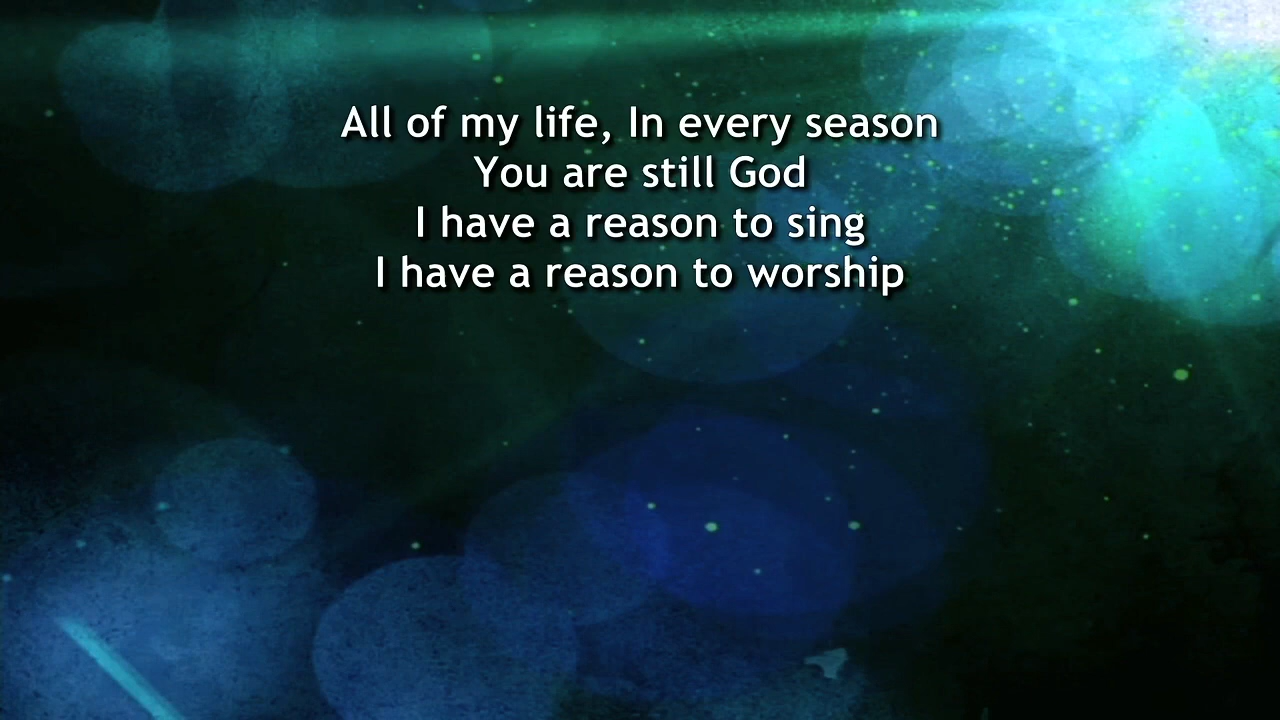 All of my life, In every season
You are still God
I have a reason to sing
I have a reason to worship